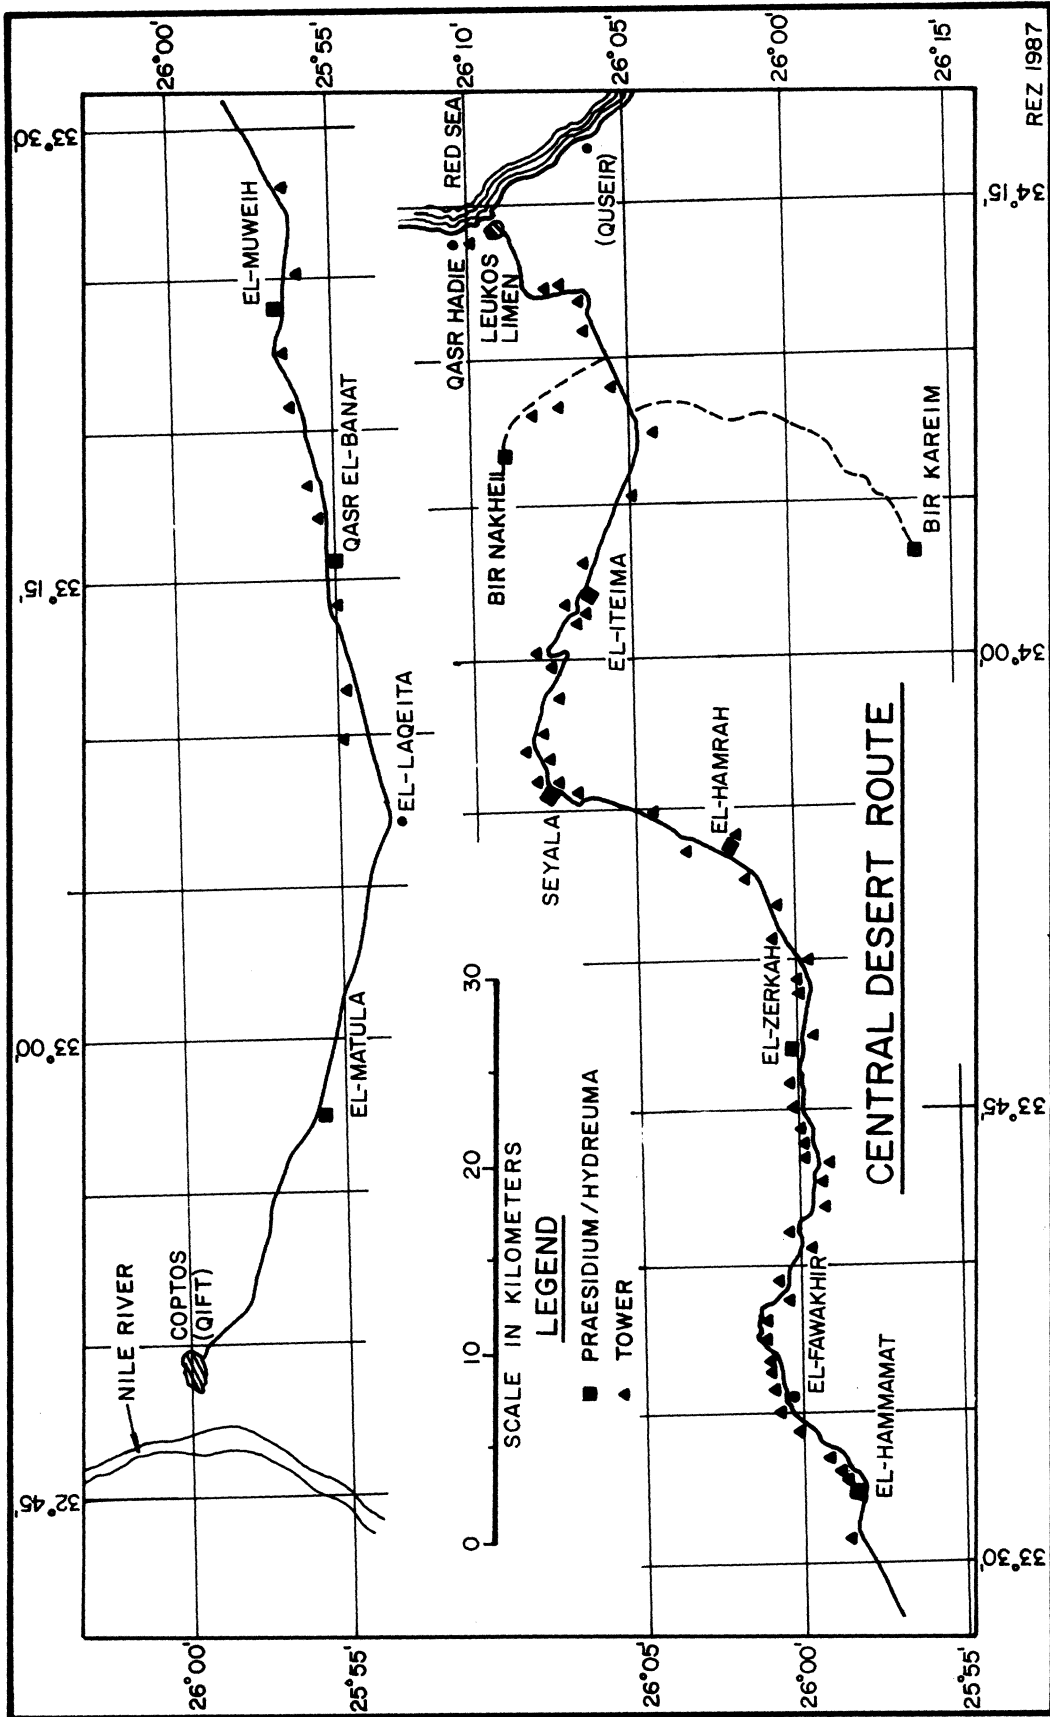 32°45'
33°00'
33°15'
33°30'
26°00'
25°55'
26°00'
25°55'
NILE RIVER
COPTOS
(QIFT)
EL-MATULA
EL-LAQEITA
QASR EL-BANAT
EL-MUWEIH
0
10
20
30
SCALE IN KILOMETERS
LEGEND
PRAESIDIUM/HYDREUMA
TOWER
26°10'
26°05'
26°00'
26°15'
RED SEA
QASR HADIE
LEUKOS
LIMEN
(QUSEIR)
BIR NAKHEIL
BIR KAREIM
EL-ITEIMA
SEYALA
EL-HAMRAH
EL-ZERKAH
EL-FAWAKHIR
EL-HAMMAMAT
26°05'
26°00'
25°55'
33°30'
33°45'
34°00'
34°15'
CENTRAL DESERT ROUTE
REZ 1987